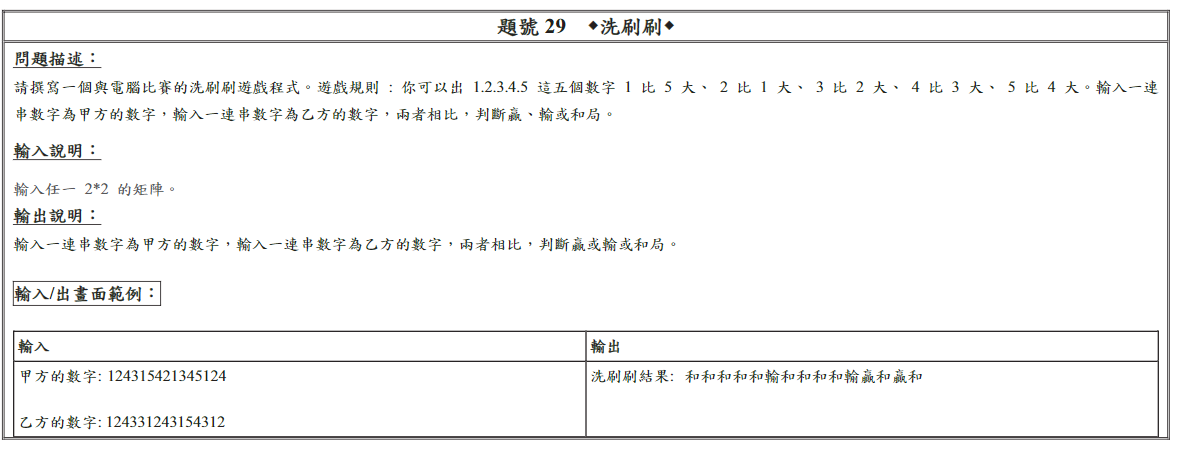 題號 29 ◆洗刷刷◆
問題描述：
請撰寫一個與電腦比賽的洗刷刷遊戲程式。遊戲規則 : 你可以出 1.2.3.4.5 這五個數字 1 比 5 大、 2 比 1 大、 3 比 2 大、 4 比 3 大、 5 比 4 大。輸入一連
串數字為甲方的數字，輸入一連串數字為乙方的數字，兩者相比，判斷贏、輸或和局。
輸入說明：
輸入任一 2*2 的矩陣。
輸出說明：
輸入一連串數字為甲方的數字，輸入一連串數字為乙方的數字，兩者相比，判斷贏或輸或和局。
輸入/出畫面範例：
輸入 輸出
甲方的數字: 124315421345124 洗刷刷結果: 和和和和和輸和和和和輸贏和贏和
乙方的數字: 124331243154312